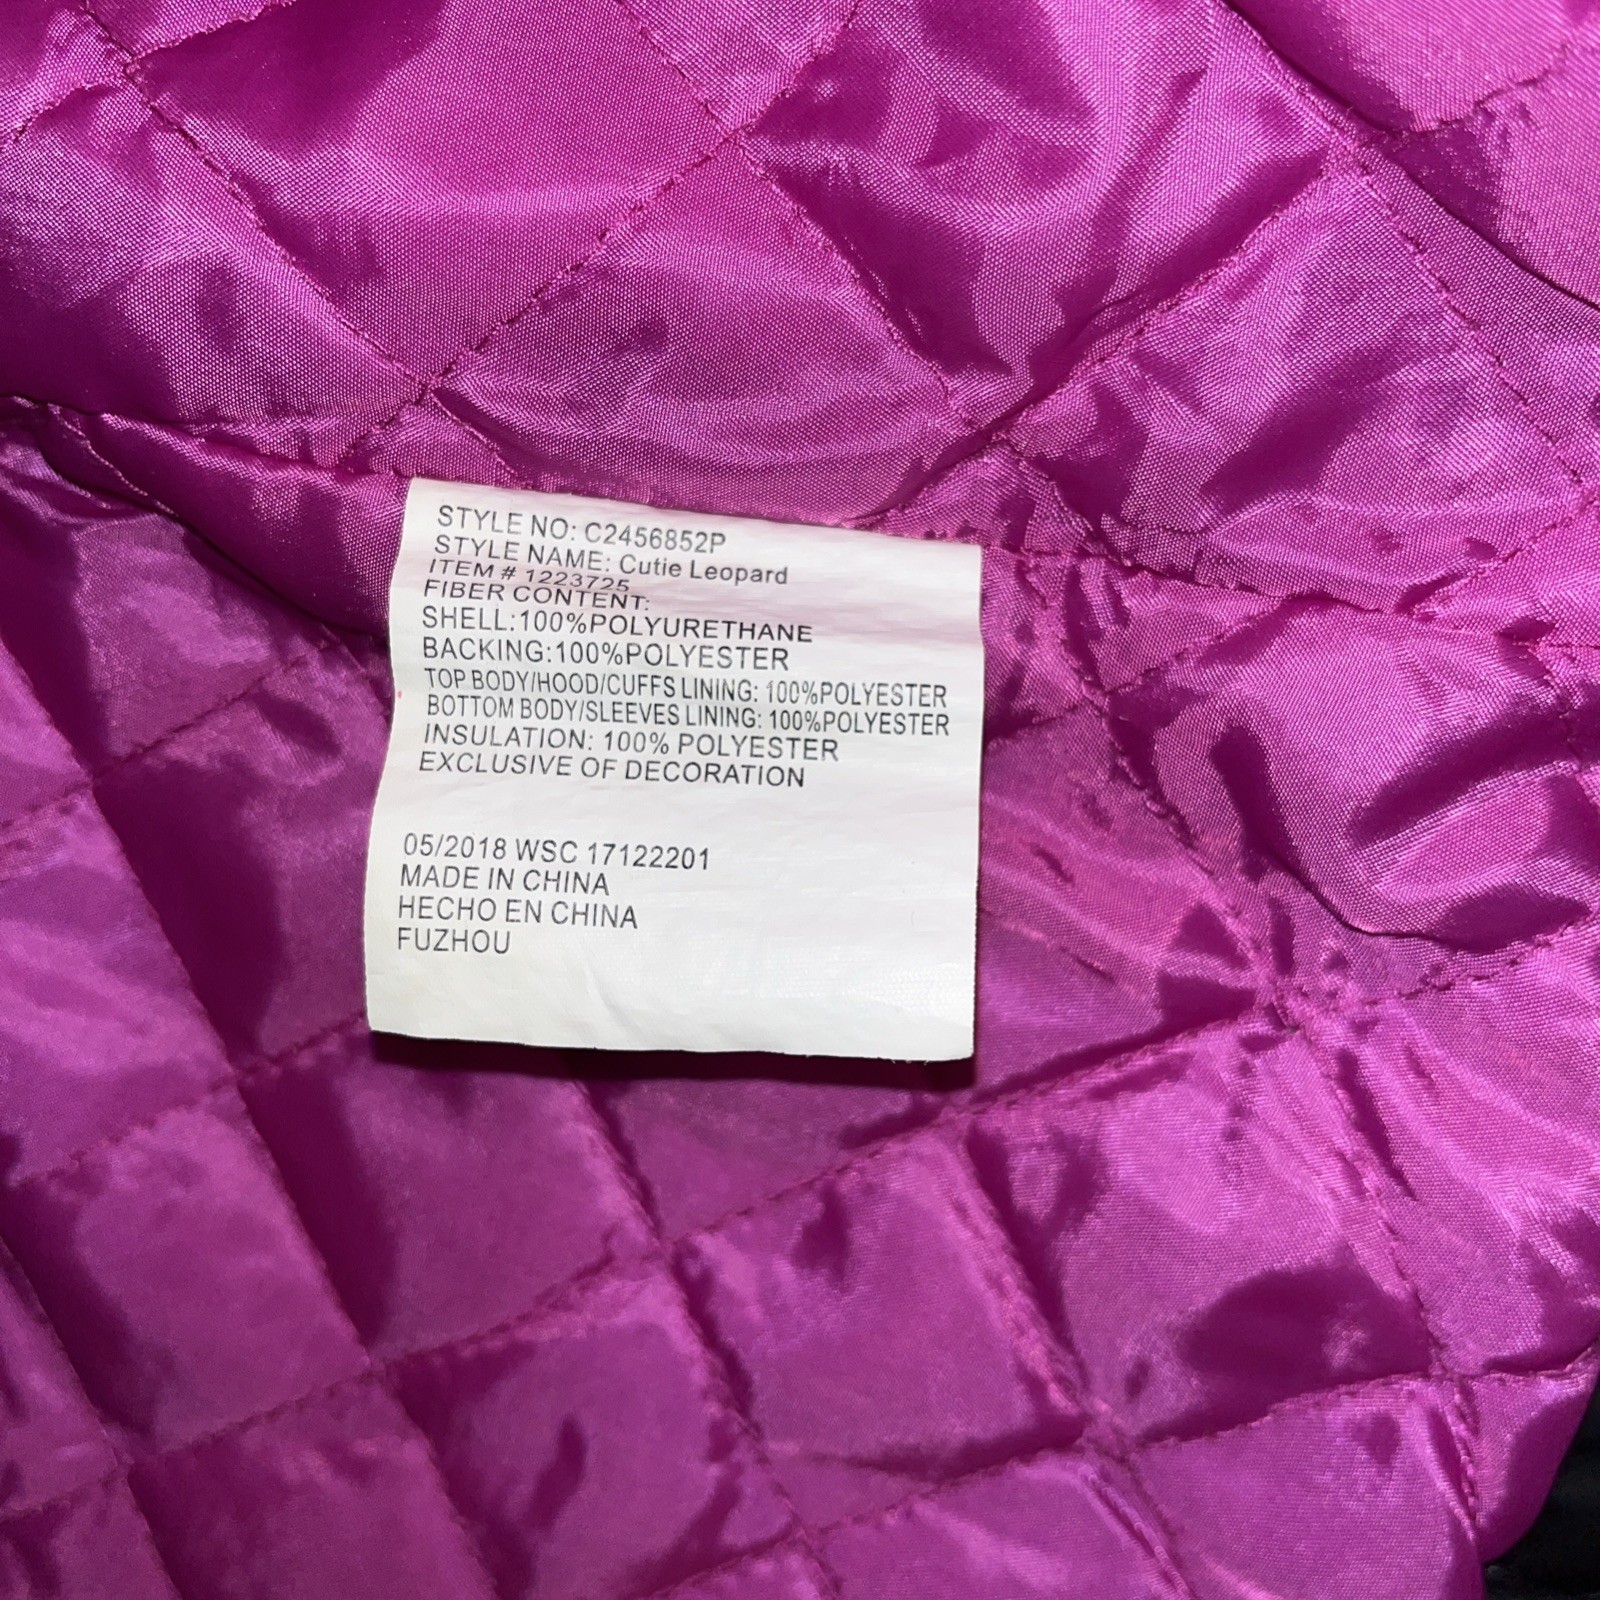 STYLE NO: C2456852P
STYLE NAME: Cutie Leopard
ITEM # 1223725
FIBER CONTENT:
SHELL:100%POLYURETHANE
BACKING:100%POLYESTER
TOP BODY/HOOD/CUFFS LINING: 100%POLYESTER
BOTTOM BODY/SLEEVES LINING: 100%POLYESTER
INSULATION: 100% POLYESTER
EXCLUSIVE OF DECORATION
05/2018 WSC 17122201
MADE IN CHINA
HECHO EN CHINA
FUZHOU